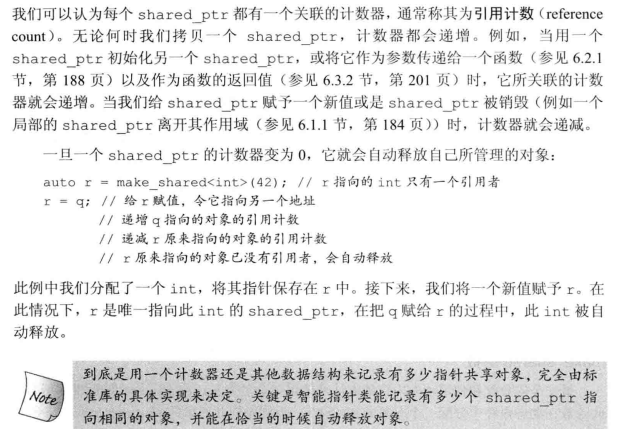 我们可以认为每个 shared_ptr 都有一个关联的计数器，通常称其为引用计数（reference
count）。无论何时我们拷贝一个 shared_ptr，计数器都会递增。例如，当用一个
shared_ptr 初始化另一个 shared_ptr，或将它作为参数传递给一个函数（参见 6.2.1
节，第 188 页）以及作为函数的返回值（参见 6.3.2 节，第 201 页）时，它所关联的计数
器就会递增。当我们给 shared_ptr 赋予一个新值或是 shared_ptr 被销毁（例如一个
局部的 shared_ptr 离开其作用域（参见 6.1.1 节，第 184 页））时，计数器就会递减。
一旦一个 shared_ptr 的计数器变为 0，它就会自动释放自己所管理的对象：
auto r = make_shared<int>(42); // r指向的int只有一个引用者
r = q; // 给r赋值，令它指向另一个地址
// 递增q指向的对象的引用计数
// 递减r原来指向的对象的引用计数
// r原来指向的对象已没有引用者，会自动释放
此例中我们分配了一个 int，将其指针保存在 r 中。接下来，我们将一个新值赋予 r。在
此情况下，r 是唯一指向此 int 的 shared_ptr，在把 q 赋给 r 的过程中，此 int 被自
动释放。
Note
到底是用一个计数器还是其他数据结构来记录有多少指针共享对象，完全由标
准库的具体实现来决定。关键是智能指针类能记录有多少个 shared_ptr 指
向相同的对象，并能在恰当的时候自动释放对象。